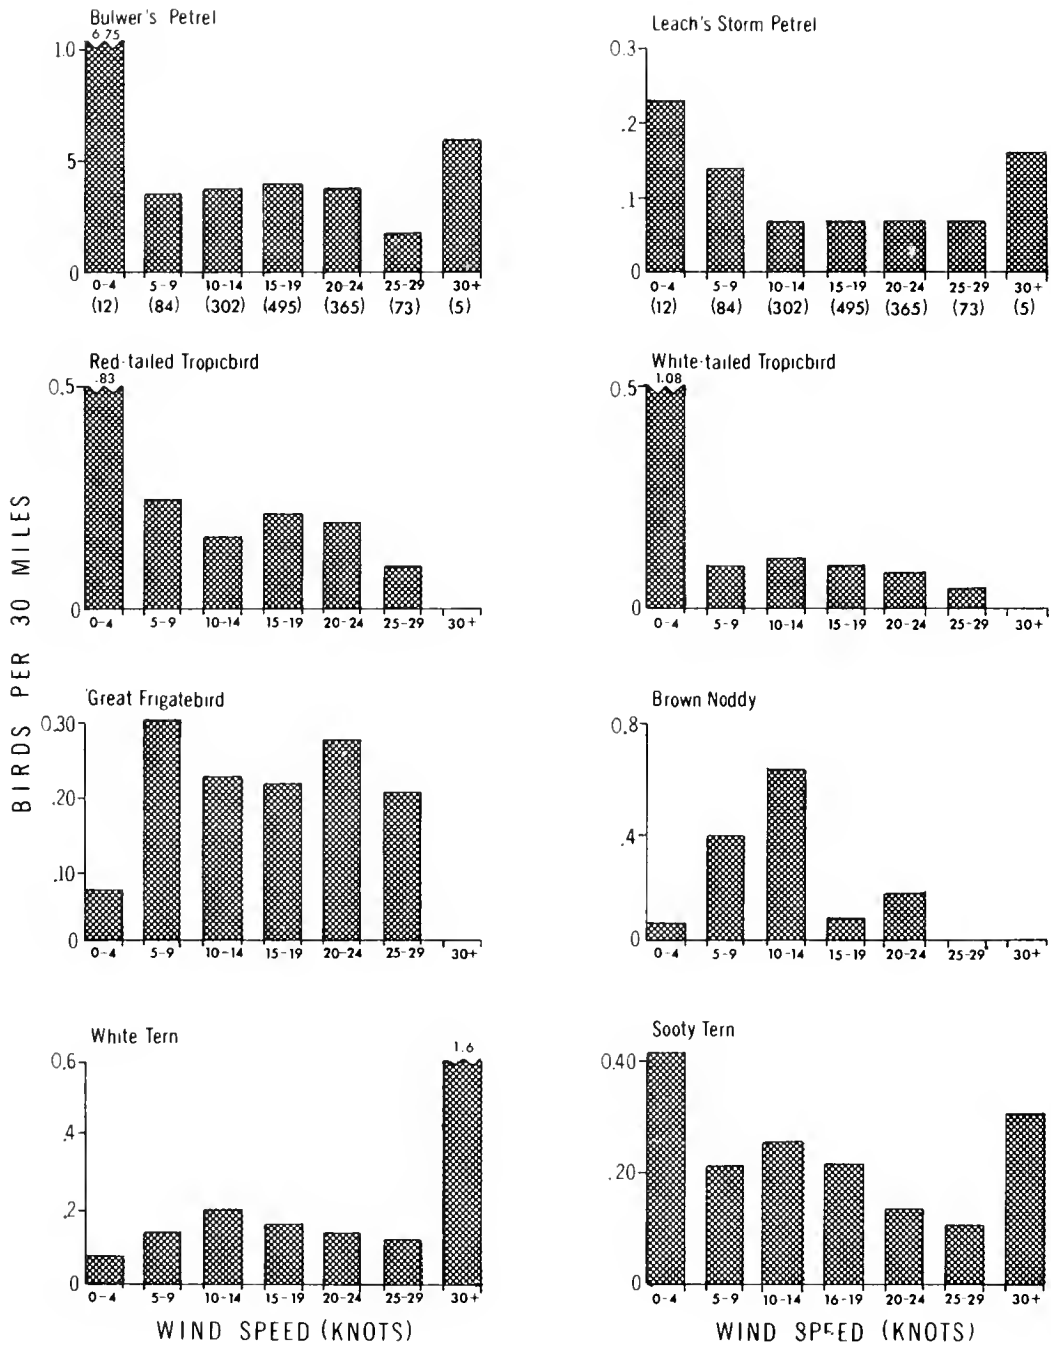 Bulwer's Petrel
6 75
1.0
5
0
0-4 5-9 10-14 15-19 20-24 25-29 30+
(12) (84) (302) (495) (365) (73) (5)
Leach's Storm Petrel
0.3
.2
.1
0
0-4 5-9 10-14 15-19 20-24 25-29 30+
(12) (84) (302) (495) (365) (73) (5)
Red-tailed Tropicbird
.83
0.5
0
0-4 5-9 10-14 15-19 20-24 25-29 30+
White-tailed Tropicbird
1.08
0.5
0
0-4 5-9 10-14 15-19 20-24 25-29 30+
BIRDS PER 30 MILES
Great Frigatebird
0.30
.20
.10
0
0-4 5-9 10-14 15-19 20-24 25-29 30+
Brown Noddy
0.8
.4
0
0-4 5-9 10-14 15-19 20-24 25-29 30+
White Tern
1.6
0.6
.4
.2
0
0-4 5-9 10-14 15-19 20-24 25-29 30+
WIND SPEED (KNOTS)
Sooty Tern
0.40
.20
0
0-4 5-9 10-14 16-19 20-24 25-29 30+
WIND SPEED (KNOTS)